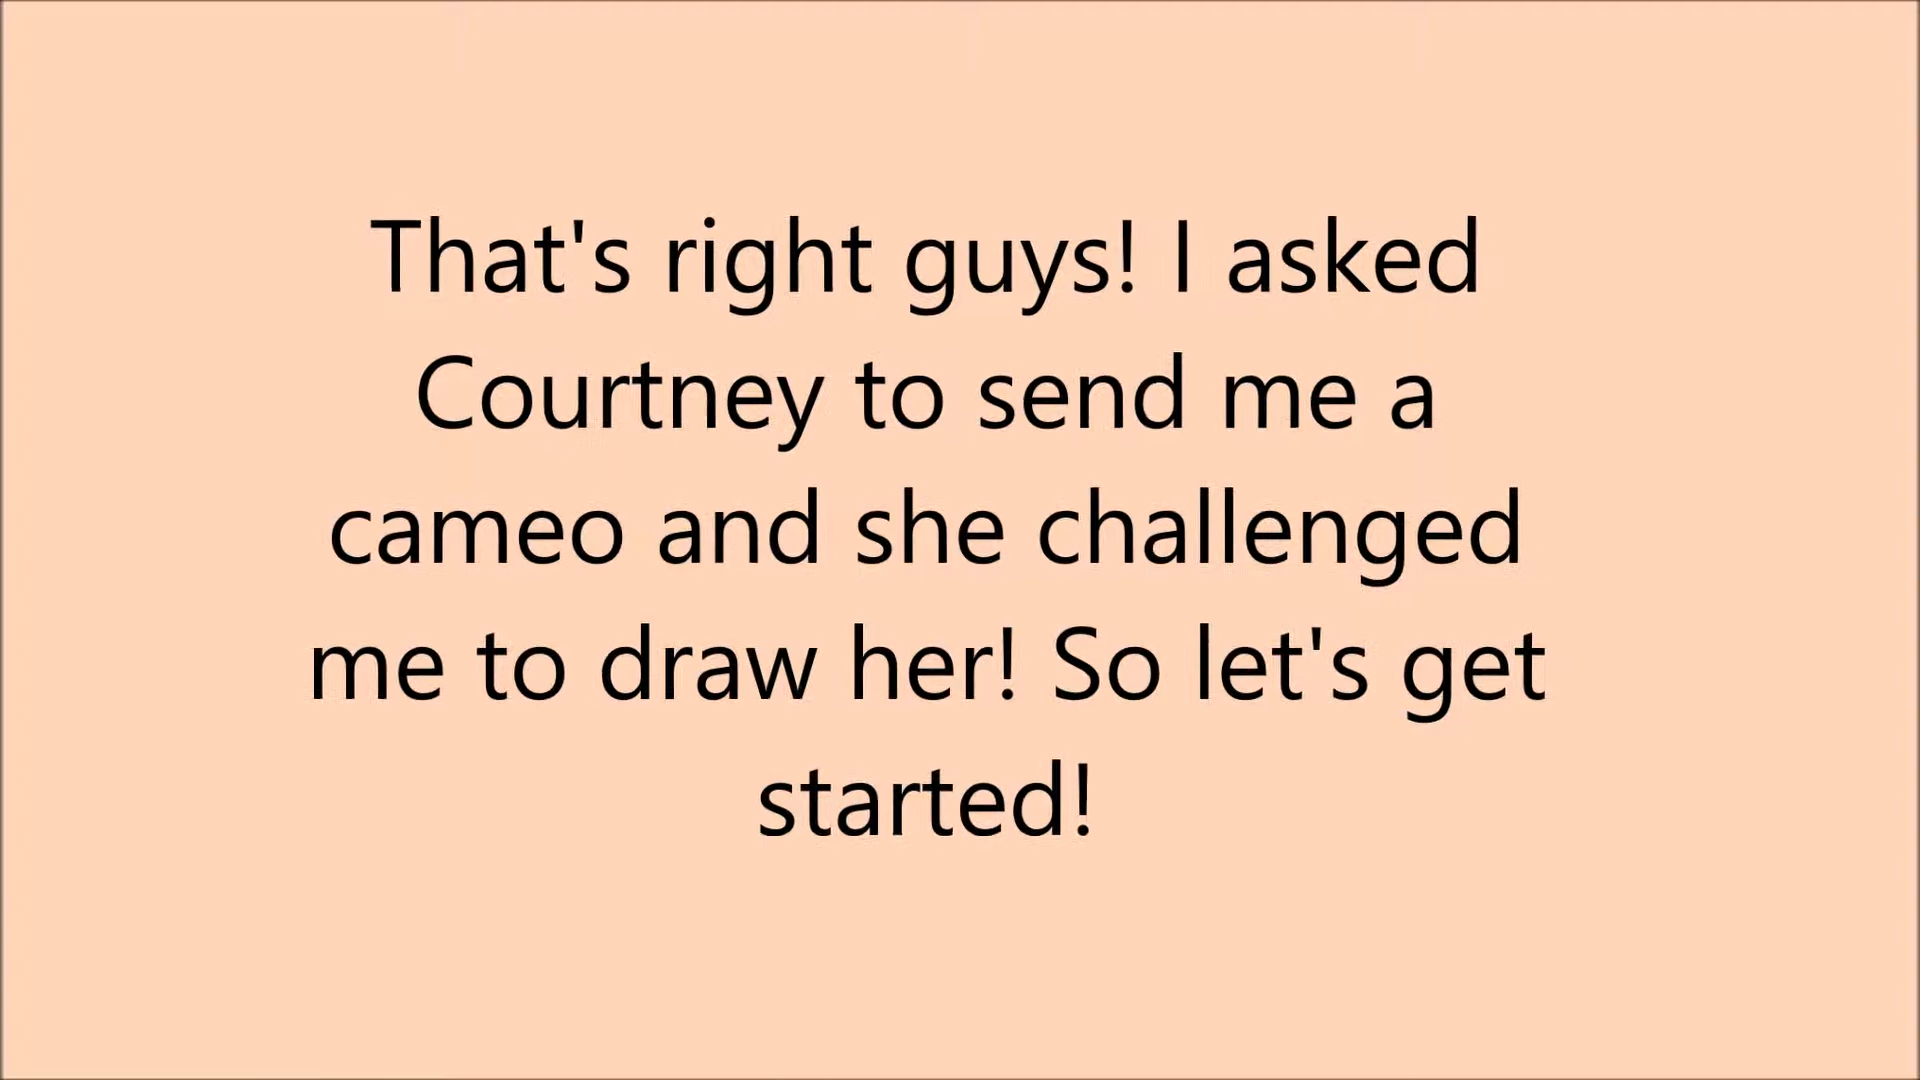 That's right guys! I asked
Courtney to send me a
cameo and she challenged
me to draw her! So let's get
started!